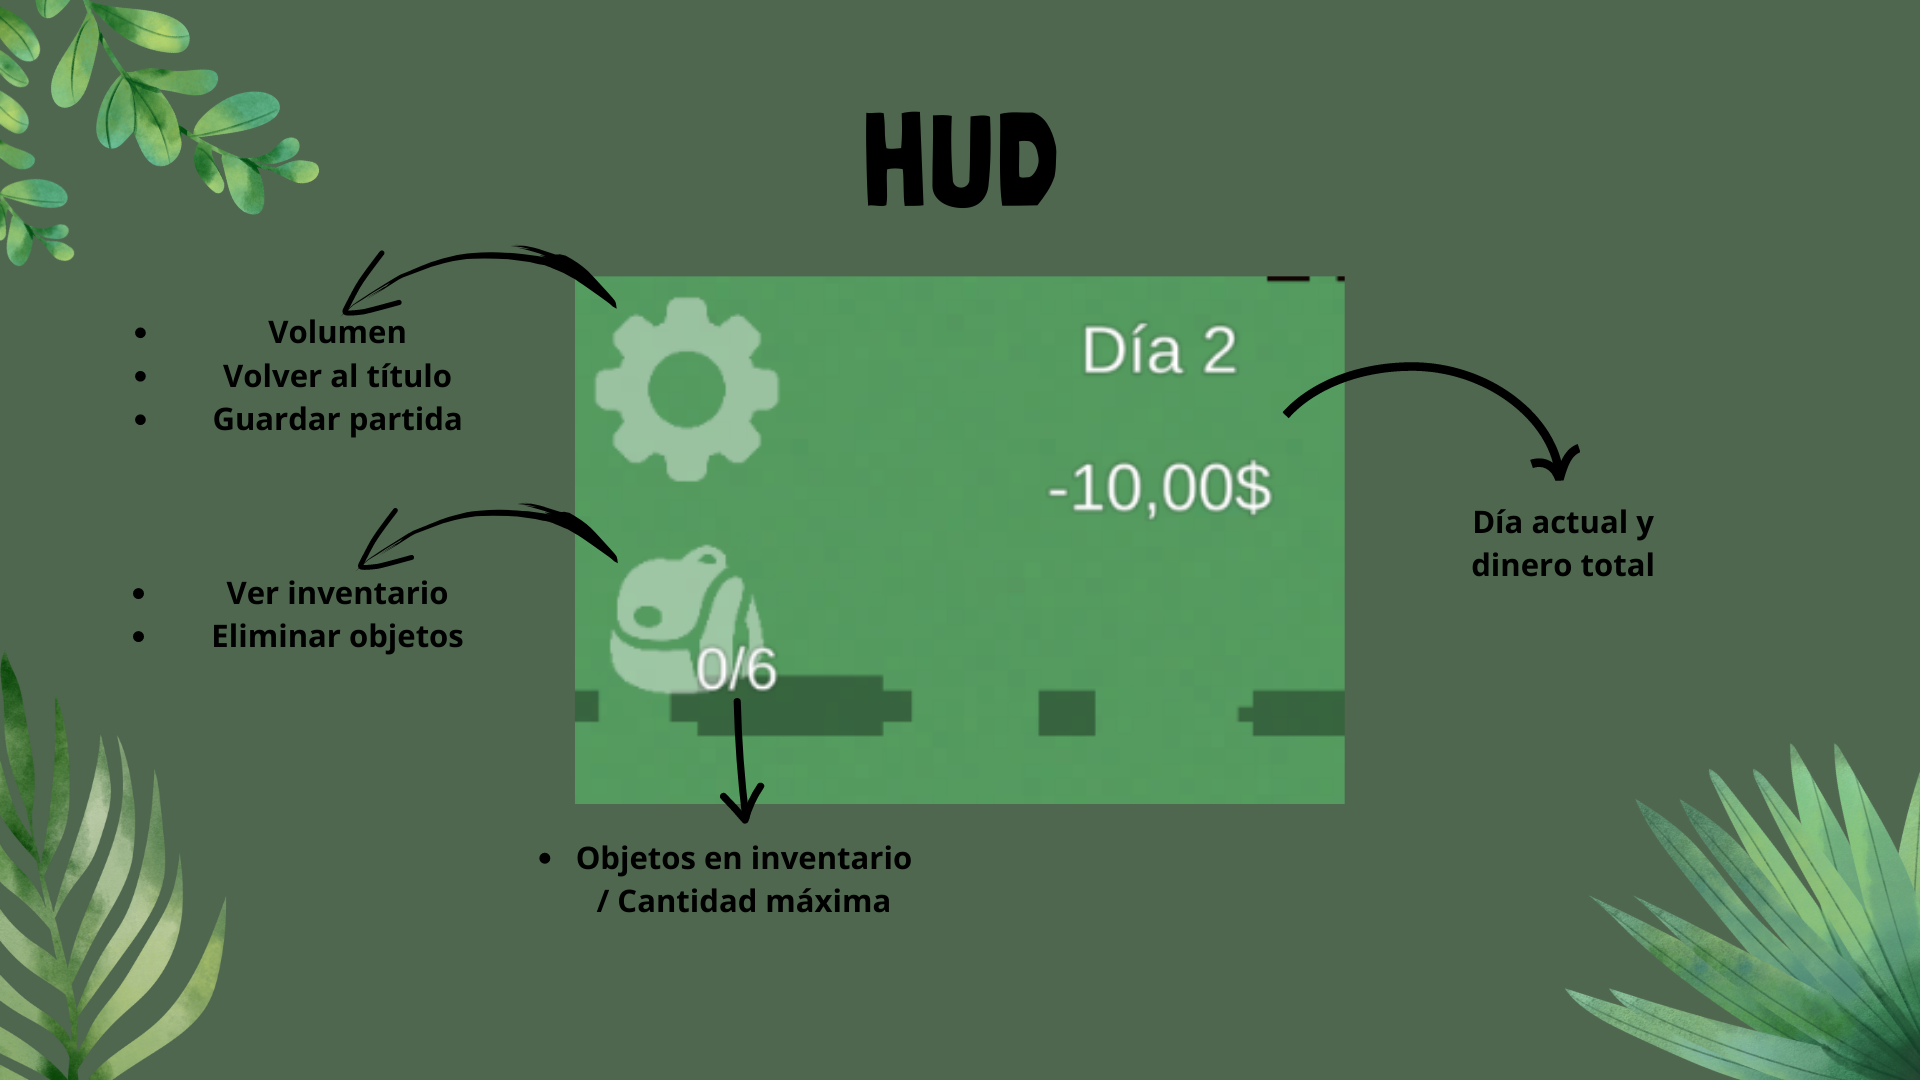 HUD
• Volumen
• Volver al título
• Guardar partida
Día 2
-10,00$
Día actual y
dinero total
• Ver inventario
• Eliminar objetos
0/6
• Objetos en inventario
/ Cantidad máxima